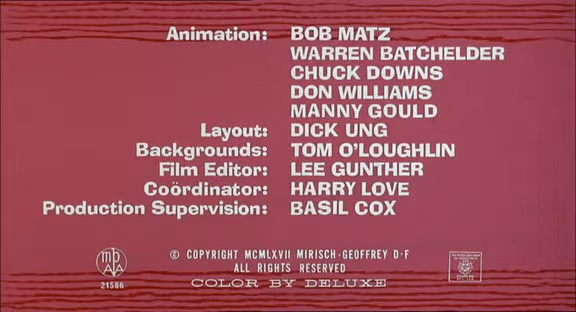 Animation: BOB MATZ
WARREN BATCHELDER
CHUCK DOWNS
DON WILLIAMS
MANNY GOULD
Layout: DICK UNG
Backgrounds: TOM O'LOUGHLIN
Film Editor: LEE GUNTHER
Coördinator: HARRY LOVE
Production Supervision: BASIL COX
© COPYRIGHT MCMLXVII MIRISCH-GEOFFREY D-F
ALL RIGHTS RESERVED
COLOR BY DELUXE
MPAA
21586